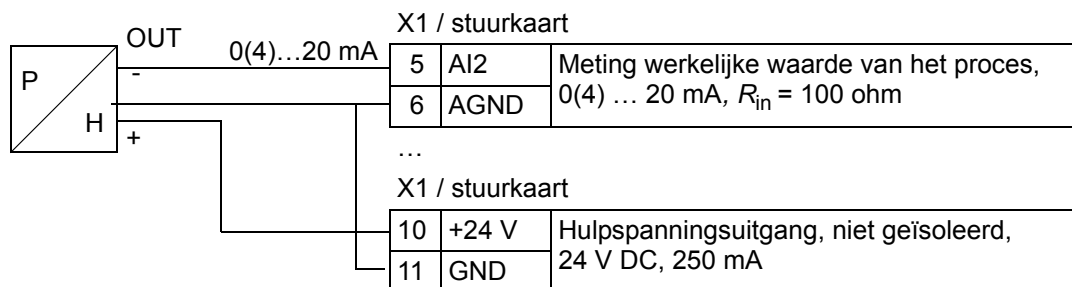 X1 / stuurkaart
OUT
0(4)…20 mA
P
-
H
+
5 AI2 Meting werkelijke waarde van het proces,
0(4) … 20 mA, Rin = 100 ohm
6 AGND
…
X1 / stuurkaart
10 +24 V Hulpspanningsuitgang, niet geïsoleerd,
24 V DC, 250 mA
11 GND